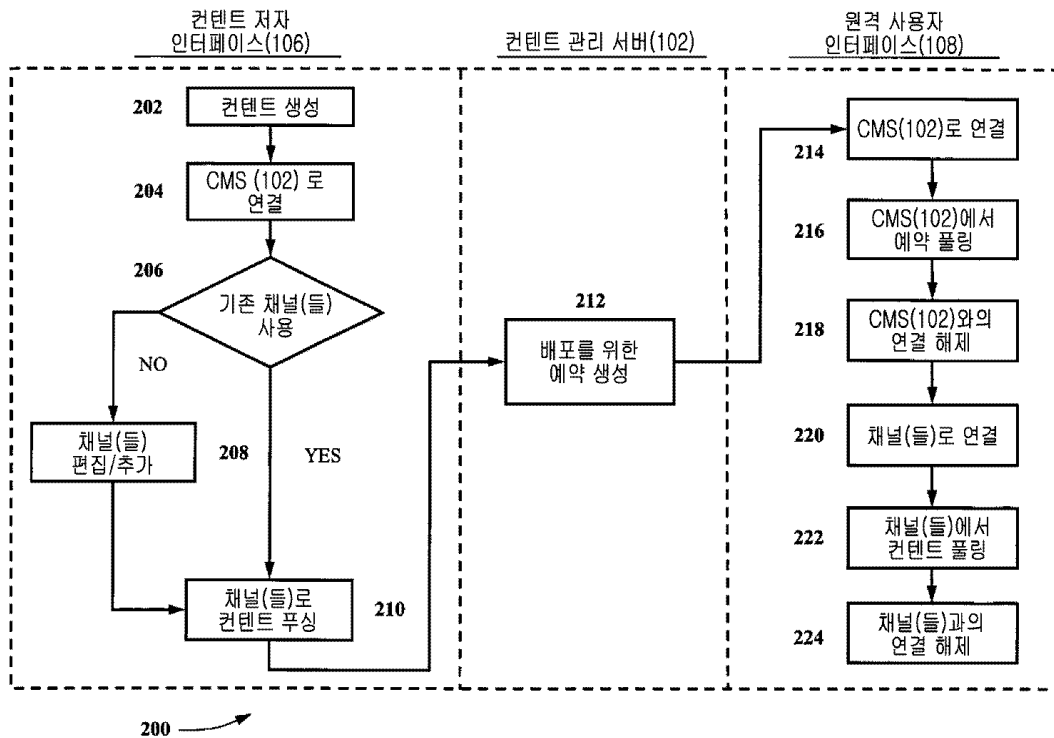 컨텐트 저자
인터페이스(106)
202
컨텐트 생성
204
CMS (102) 로
연결
206
기존 채널(들)
사용
NO
YES
채널(들)
편집/추가
208
채널(들)로
컨텐트 푸싱
210
200
컨텐트 관리 서버(102)
212
배포를 위한
예약 생성
원격 사용자
인터페이스(108)
214
CMS(102)로 연결
216
CMS(102)에서
예약 풀링
218
CMS(102)와의
연결 해제
220
채널(들)로 연결
222
채널(들)에서
컨텐트 풀링
224
채널(들)과의
연결 해제